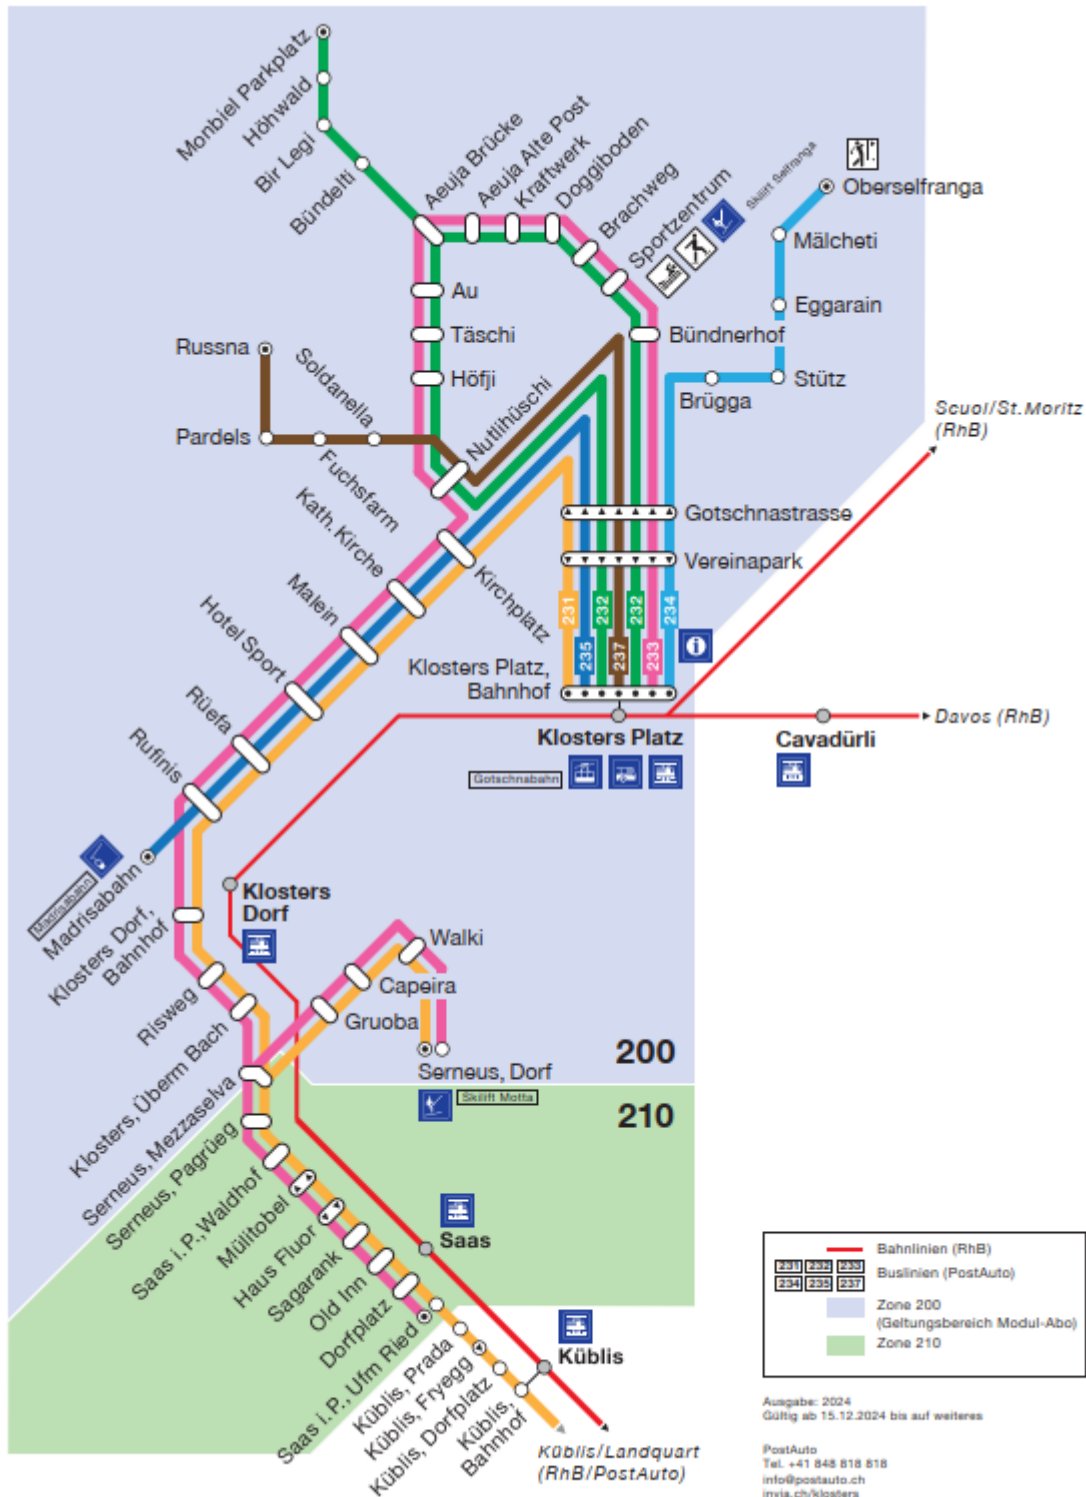 Monbiel Parkplatz
Höhwald
Bir Legi
Bündelti
Aeuja Brücke
Aeuja Alte Post
Kraftwerk
Doggiboden
Brachweg
Sportzentrum
Skilift Selfranga
Oberselfranga
Mälcheti
Eggarain
Stütz
Brügga
Bündnerhof
Au
Täschi
Höfji
Nutlihüschi
Russna
Pardels
Soldanella
Fuchsfarm
Scuol/St.Moritz
(RhB)
Gotschnastrasse
Vereinapark
Kath. Kirche
Kirchplatz
Malein
Hotel Sport
Rüefa
Rufinis
231
235
232
237
232
233
234
Klosters Platz,
Bahnhof
Klosters Platz
Gotschnabahn
Cavadürli
Davos (RhB)
Madrisabahn
Madrisabahn
Klosters Dorf,
Bahnhof
Klosters
Dorf
Risweg
Klosters, Überm Bach
Serneus, Mezzaselva
Walki
Capeira
Gruoba
Serneus, Dorf
Skilift Motta
200
210
Serneus, Pagrüeg
Saas i. P., Waldhof
Mülitobel
Haus Fluor
Sagarank
Old Inn
Dorfplatz
Saas i. P., Ufm Ried
Saas
Küblis, Prada
Küblis, Fryegg
Küblis, Dorfplatz
Küblis,
Bahnhof
Küblis
Küblis/Landquart
(RhB/PostAuto)
Bahnlinien (RhB)
231 232 233
234 235 237
Buslinien (PostAuto)
Zone 200
(Geltungsbereich Modul-Abo)
Zone 210
Ausgabe: 2024
Gültig ab 15.12.2024 bis auf weiteres
PostAuto
Tel. +41 848 818 818
info@postauto.ch
invia.ch/klosters